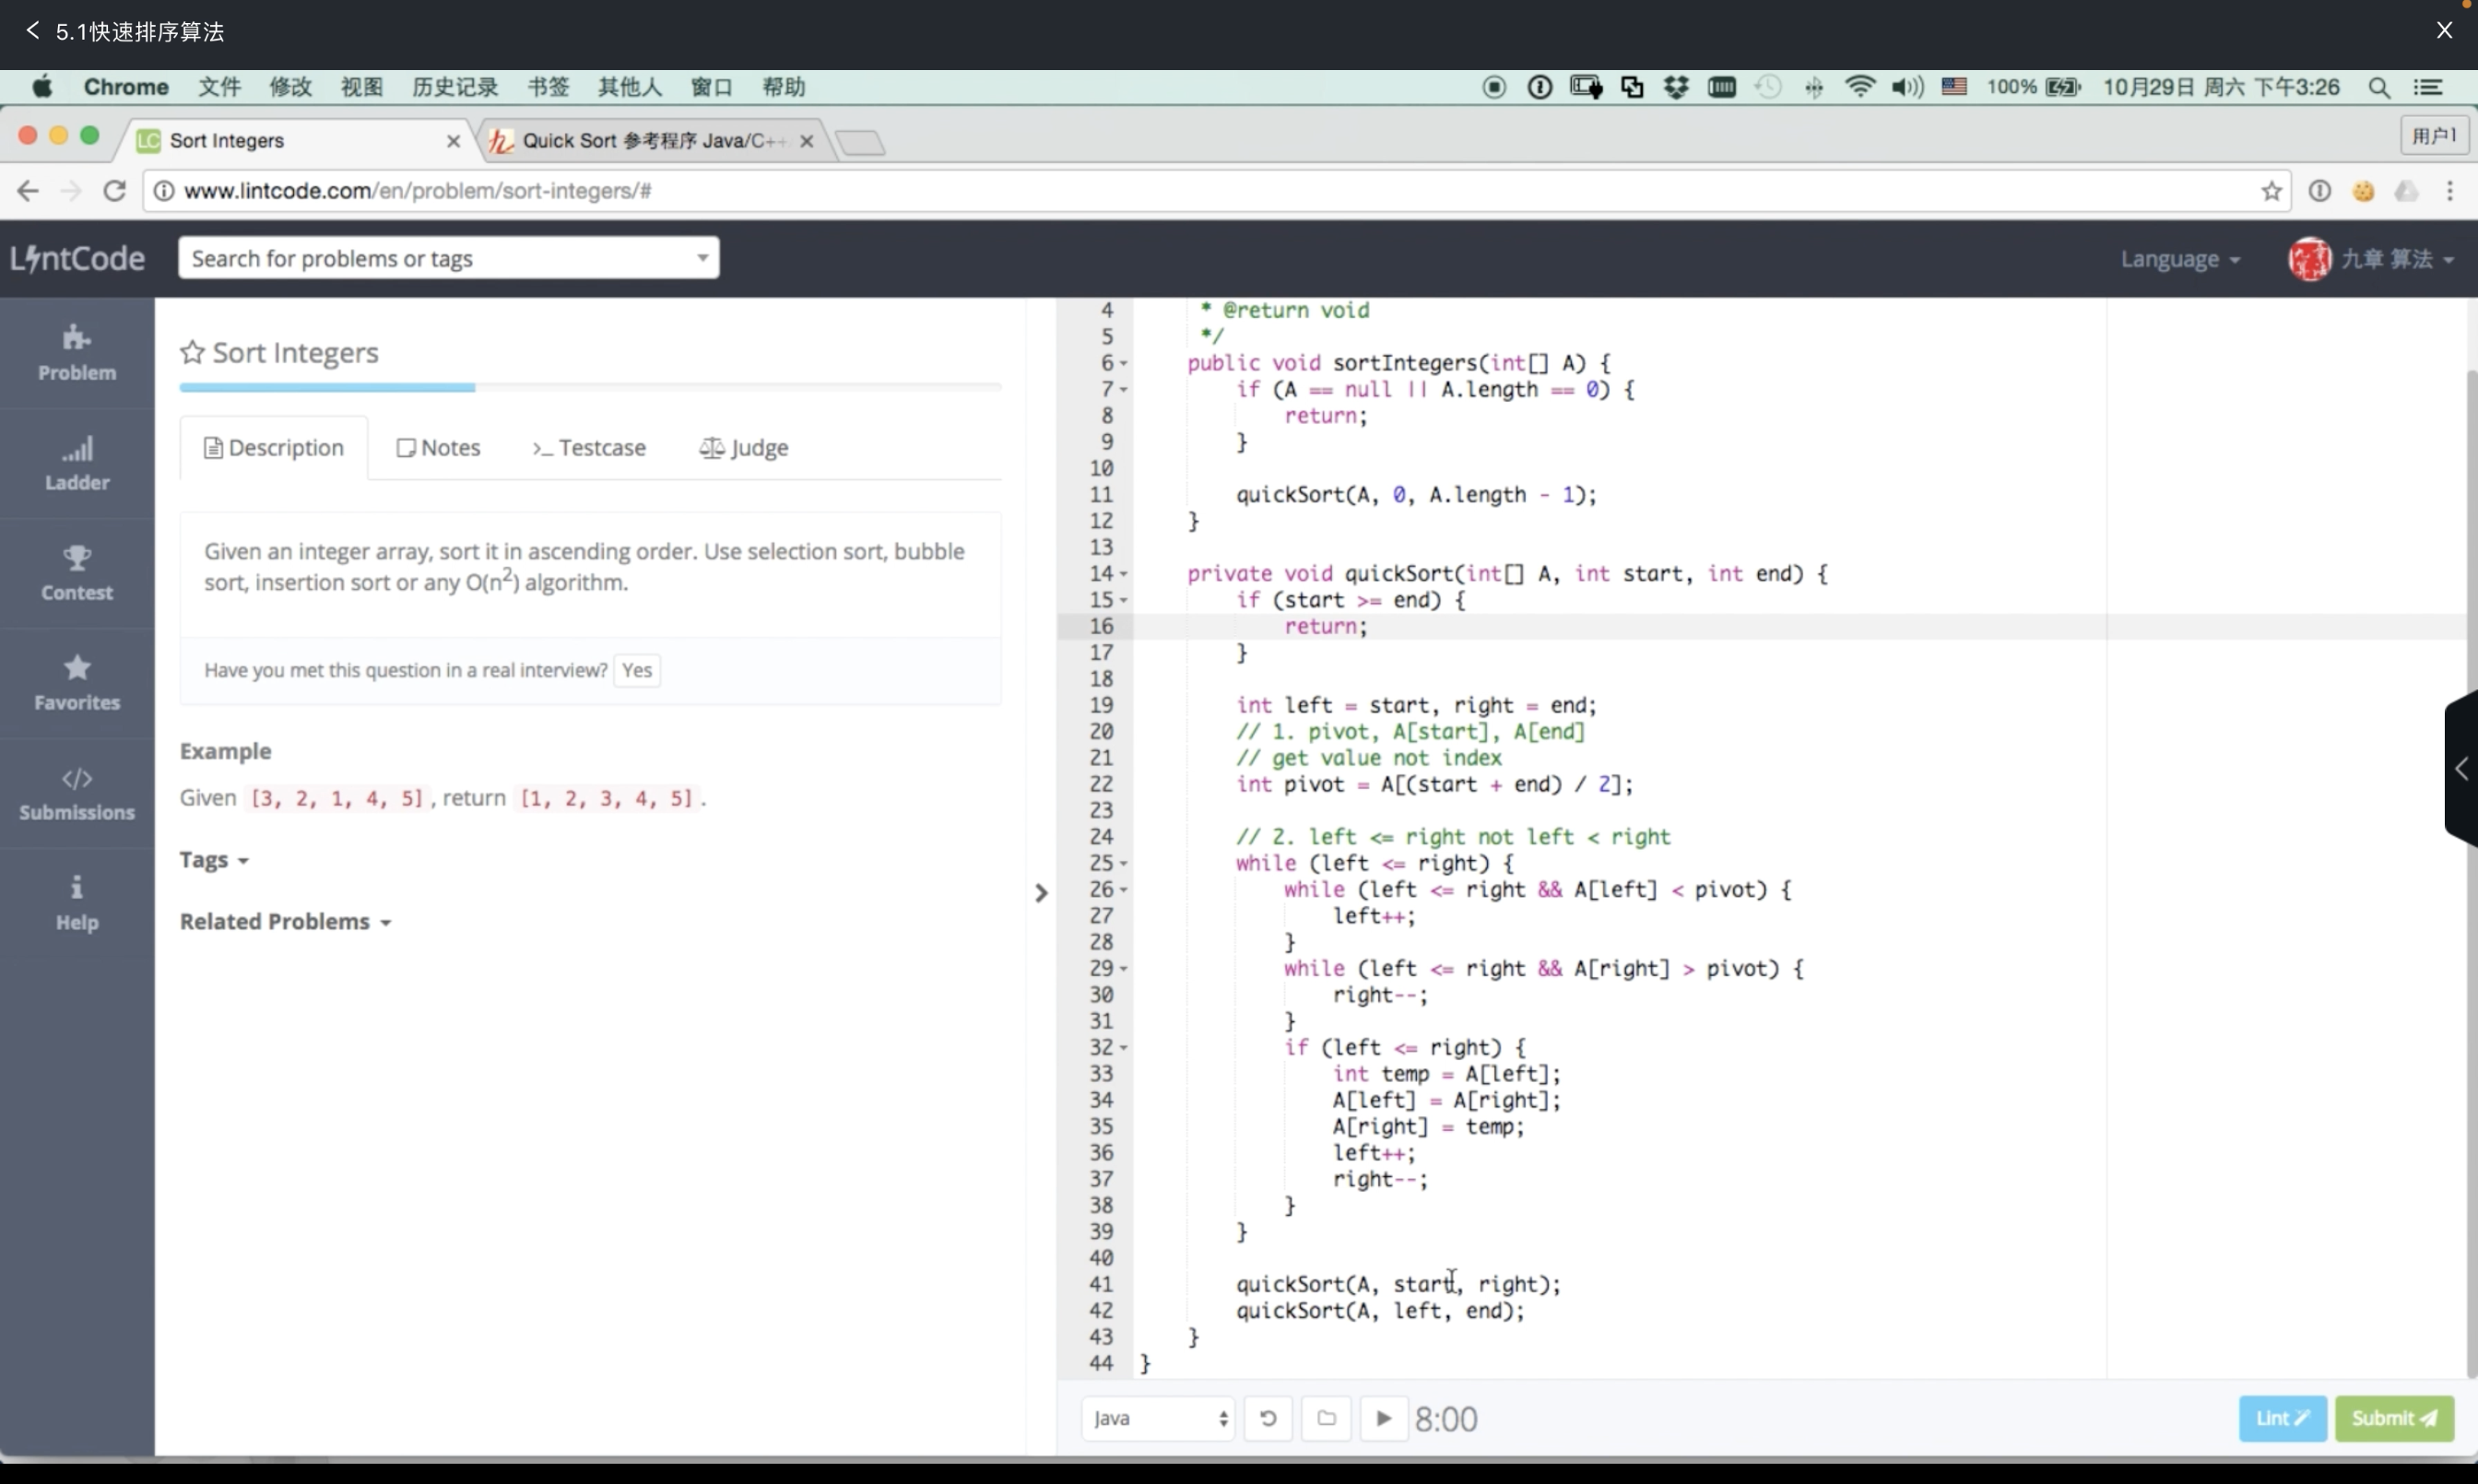 5.1快速排序算法
X
Chrome 文件 修改 视图 历史记录 书签 其他人 窗口 帮助 100% 10月29日 周六 下午3:26
Sort Integers
Quick Sort 参考程序 Java/C++
用户1
www.lintcode.com/en/problem/sort-integers/#
LintCode
Search for problems or tags
Language
九章 算法
Problem
Ladder
Contest
Favorites
Submissions
Help
Sort Integers
Description Notes Testcase Judge
Given an integer array, sort it in ascending order. Use selection sort, bubble
sort, insertion sort or any O(n²) algorithm.
Have you met this question in a real interview? Yes
Example
Given [3, 2, 1, 4, 5] , return [1, 2, 3, 4, 5] .
Tags
Related Problems
4 * @return void
5 */
6 public void sortIntegers(int[] A) {
7 if (A == null || A.length == 0) {
8 return;
9 }
10
11 quickSort(A, 0, A.length - 1);
12 }
13
14 private void quickSort(int[] A, int start, int end) {
15 if (start >= end) {
16 return;
17 }
18
19 int left = start, right = end;
20 // 1. pivot, A[start], A[end]
21 // get value not index
22 int pivot = A[(start + end) / 2];
23
24 // 2. left <= right not left < right
25 while (left <= right) {
26 while (left <= right && A[left] < pivot) {
27 left++;
28 }
29 while (left <= right && A[right] > pivot) {
30 right--;
31 }
32 if (left <= right) {
33 int temp = A[left];
34 A[left] = A[right];
35 A[right] = temp;
36 left++;
37 right--;
38 }
39 }
40
41 quickSort(A, start, right);
42 quickSort(A, left, end);
43 }
44 }
Java 8:00 Lint Submit